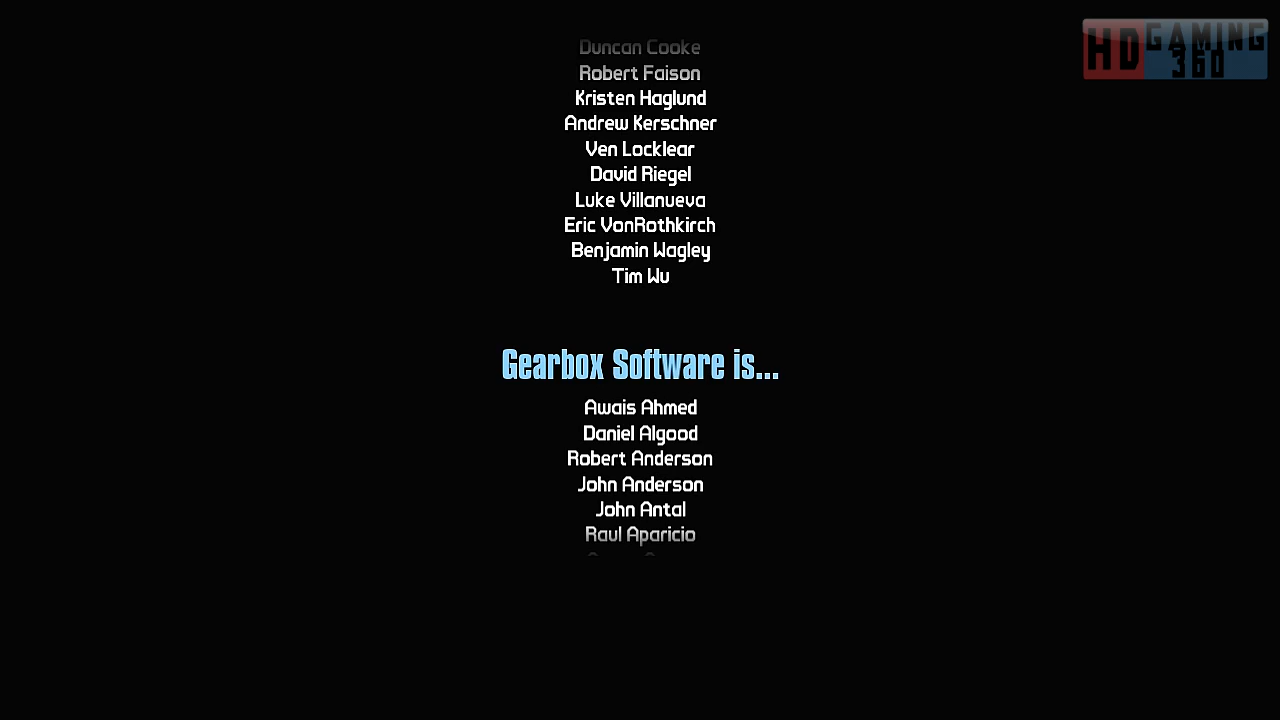 HD GAMING
360
Duncan Cooke
Robert Faison
Kristen Haglund
Andrew Kerschner
Ven Locklear
David Riegel
Luke Villanueva
Eric VonRothkirch
Benjamin Wagley
Tim Wu
Gearbox Software is...
Awais Ahmed
Daniel Algood
Robert Anderson
John Anderson
John Antal
Raul Aparicio